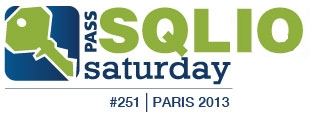 PASS
SQLIO
saturday
#251 | PARIS 2013